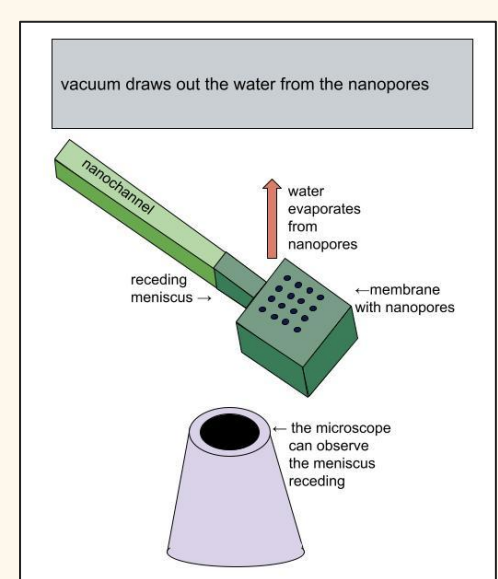 vacuum draws out the water from the nanopores
nanochannel
water
evaporates
from
nanopores
receding
meniscus →
←membrane
with nanopores
← the microscope
can observe
the meniscus
receding